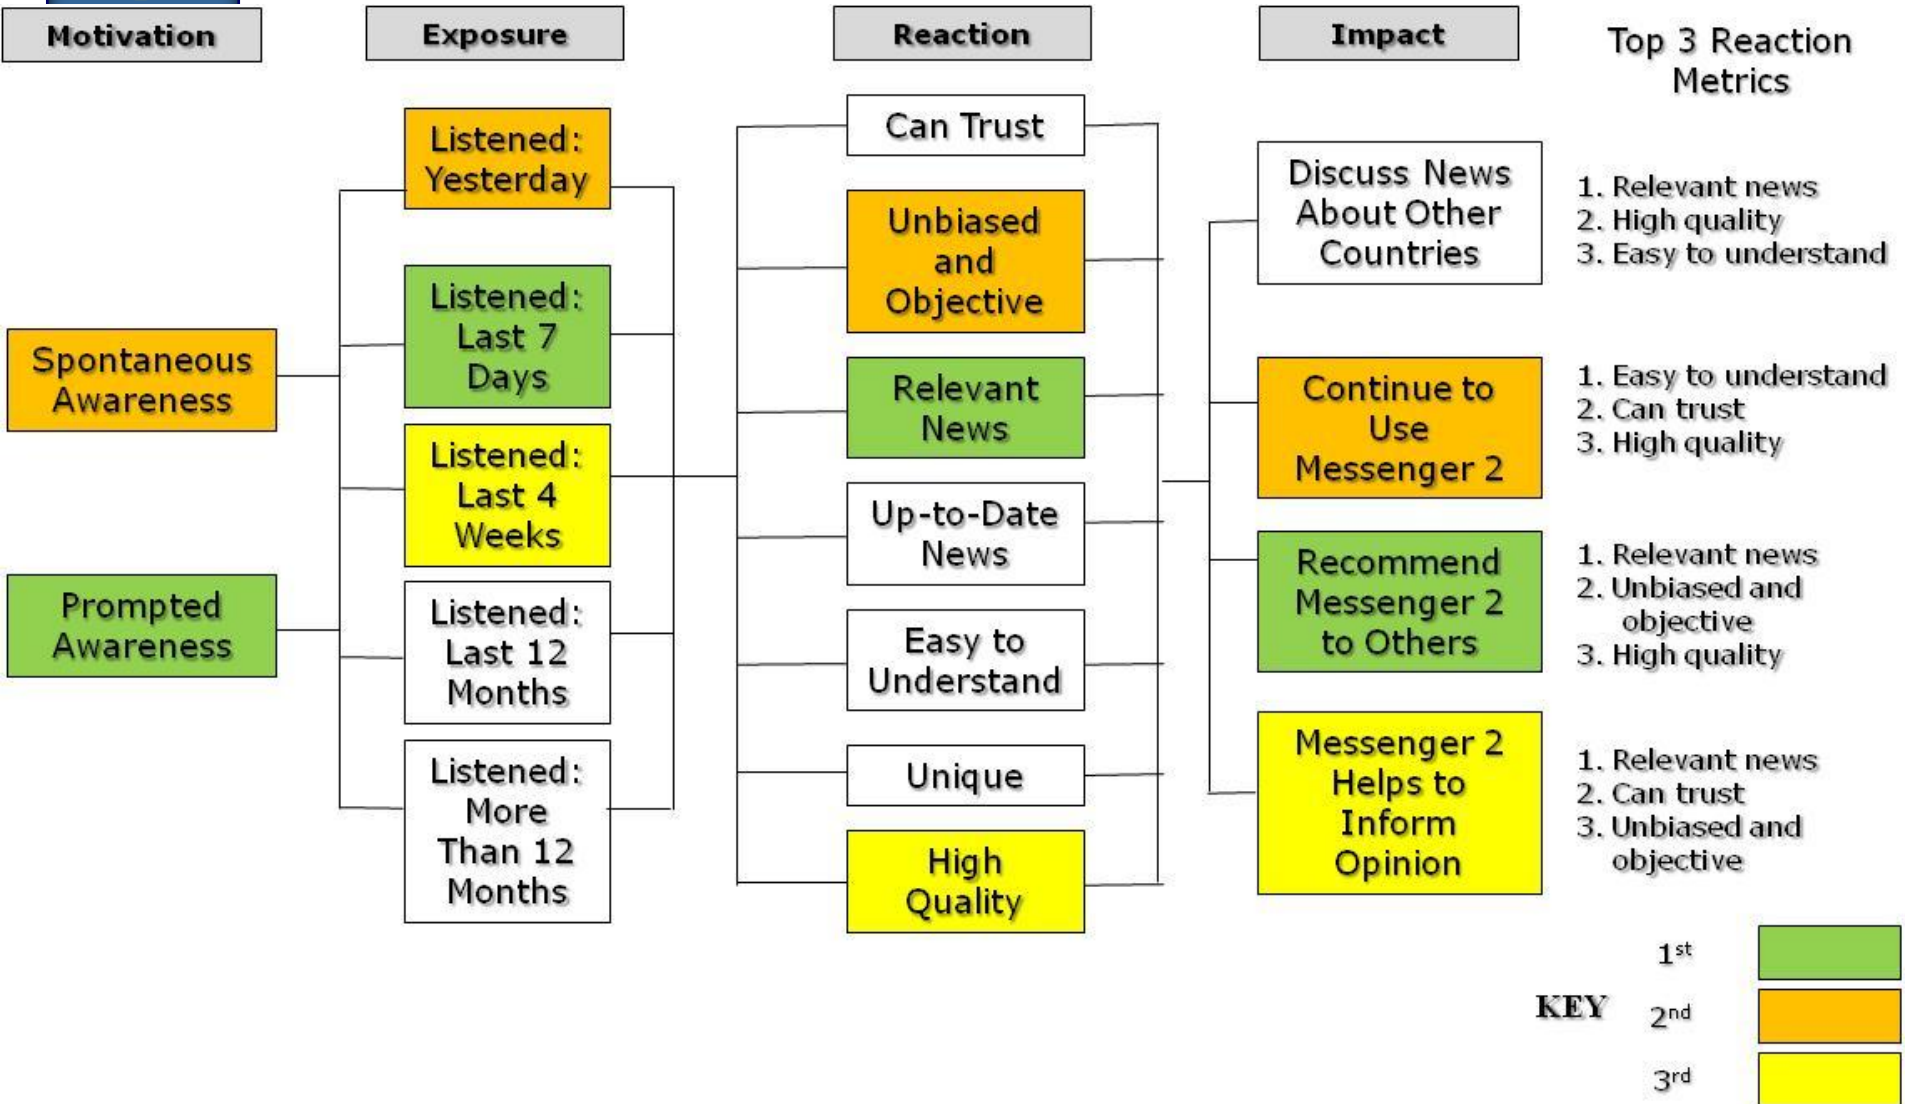 Motivation
Exposure
Reaction
Impact
Top 3 Reaction
Metrics
Spontaneous
Awareness
Prompted
Awareness
Listened:
Yesterday
Listened:
Last 7
Days
Listened:
Last 4
Weeks
Listened:
Last 12
Months
Listened:
More
Than 12
Months
Can Trust
Unbiased
and
Objective
Relevant
News
Up-to-Date
News
Easy to
Understand
Unique
High
Quality
Discuss News
About Other
Countries
1. Relevant news
2. High quality
3. Easy to understand
Continue to
Use
Messenger 2
1. Easy to understand
2. Can trust
3. High quality
Recommend
Messenger 2
to Others
1. Relevant news
2. Unbiased and
objective
3. High quality
Messenger 2
Helps to
Inform
Opinion
1. Relevant news
2. Can trust
3. Unbiased and
objective
KEY
1st
2nd
3rd